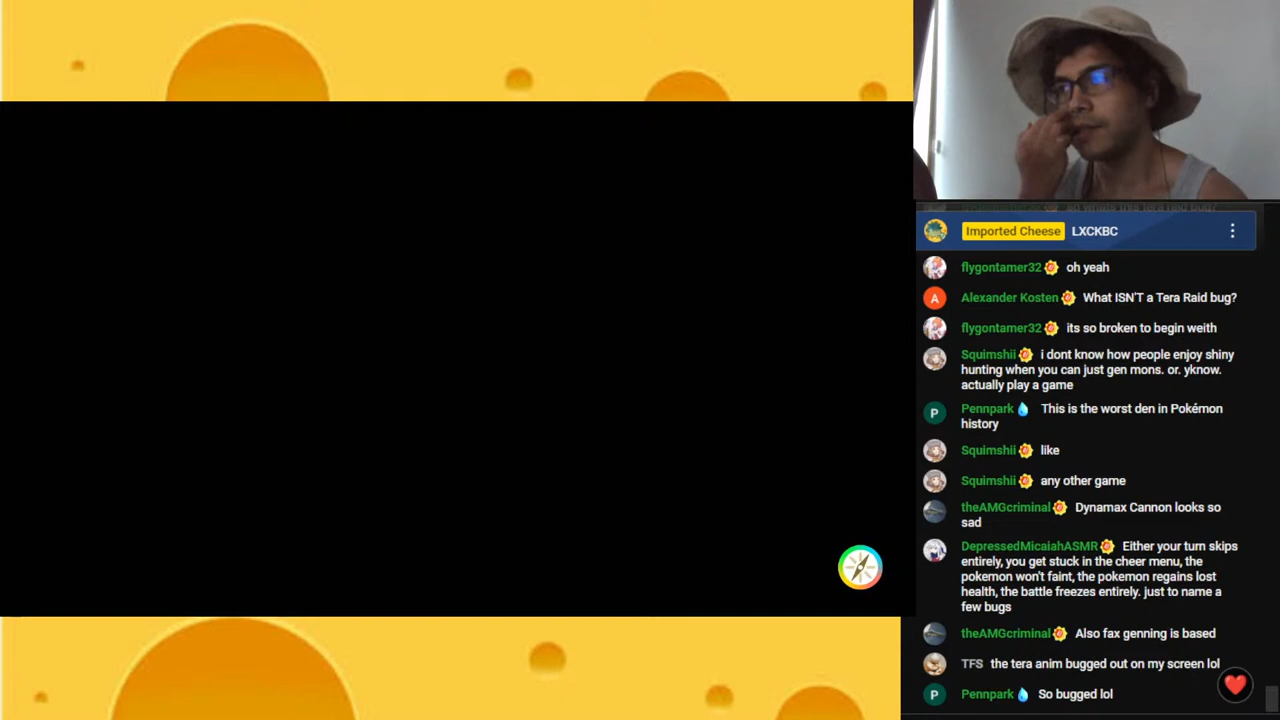 Imported Cheese LXCKBC
flygontamer32 oh yeah
A Alexander Kosten What ISN'T a Tera Raid bug?
flygontamer32 its so broken to begin weith
Squimshii i dont know how people enjoy shiny
hunting when you can just gen mons. or. yknow.
actually play a game
P Pennpark This is the worst den in Pokémon
history
Squimshii like
Squimshii any other game
theAMGcriminal Dynamax Cannon looks so
sad
DepressedMicaiahASMR Either your turn skips
entirely, you get stuck in the cheer menu, the
pokemon won't faint, the pokemon regains lost
health, the battle freezes entirely. just to name a
few bugs
theAMGcriminal Also fax genning is based
TFS the tera anim bugged out on my screen lol
P Pennpark So bugged lol